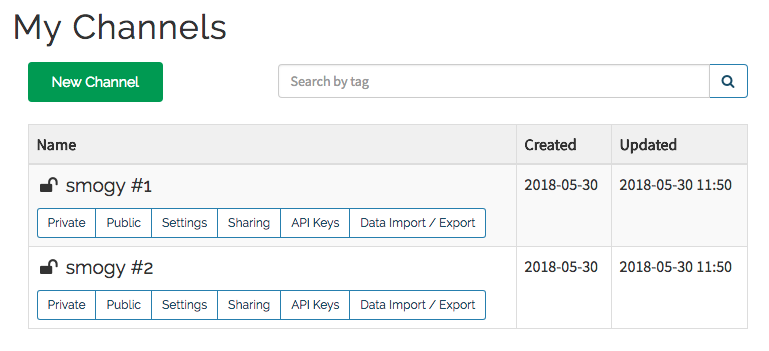 My Channels
New Channel
Search by tag
Name Created Updated
smogy #1 2018-05-30 2018-05-30 11:50
Private Public Settings Sharing API Keys Data Import / Export
smogy #2 2018-05-30 2018-05-30 11:50
Private Public Settings Sharing API Keys Data Import / Export